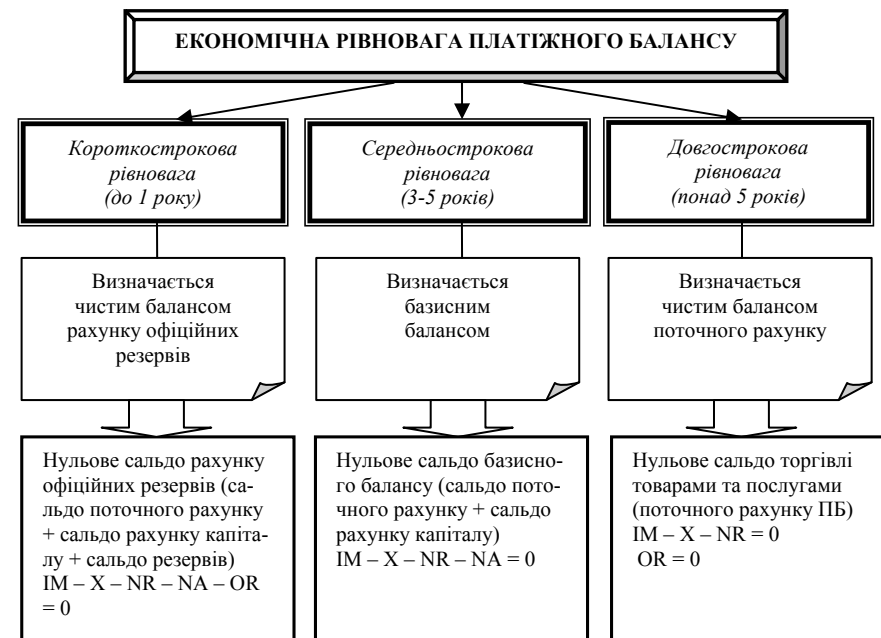 ЕКОНОМІЧНА РІВНОВАГА ПЛАТІЖНОГО БАЛАНСУ
Короткострокова
рівновага
(до 1 року)
Середньострокова
рівновага
(3-5 років)
Довгострокова
рівновага
(понад 5 років)
Визначається
чистим балансом
рахунку офіційних
резервів
Визначається
базисним
балансом
Визначається
чистим балансом
поточного рахунку
Нульове сальдо рахунку
офіційних резервів (са-
льдо поточного рахунку
+ сальдо рахунку капіта-
лу + сальдо резервів)
IM – X – NR – NA – OR
= 0
Нульове сальдо базисно-
го балансу (сальдо пото-
чного рахунку + сальдо
рахунку капіталу)
IM – X – NR – NA = 0
Нульове сальдо торгівлі
товарами та послугами
(поточного рахунку ПБ)
IM – X – NR = 0
OR = 0